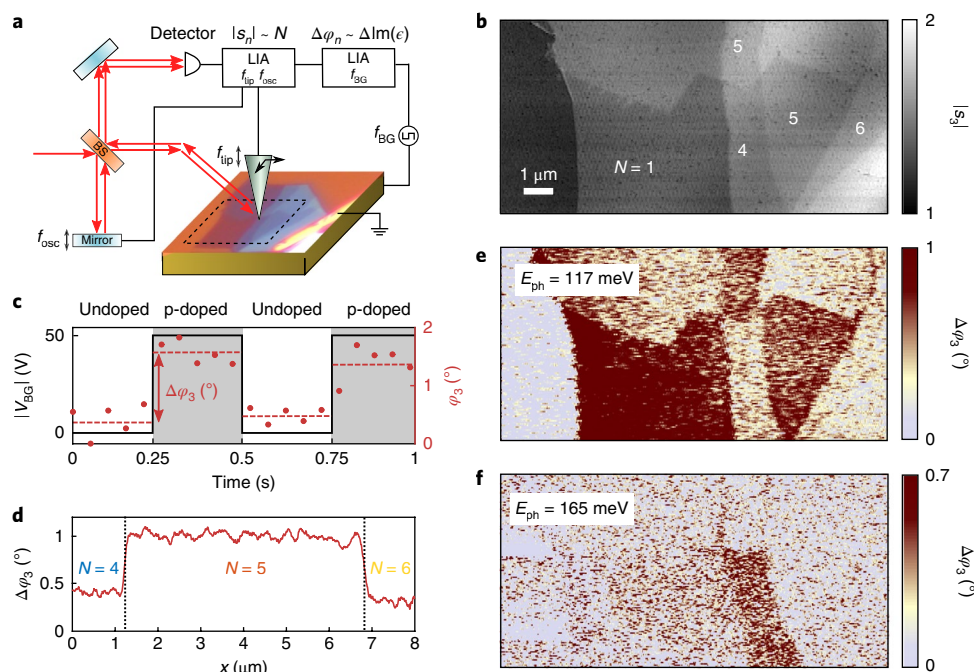 a
Detector
|s_n| ~ N
Δφ_n ~ ΔIm(ϵ)
LIA
f_tip f_osc
LIA
f_BG
f_BG
BS
f_tip
f_osc
Mirror
b
5
5
6
4
N = 1
1 μm
2
|s_3|
1
c
Undoped p-doped Undoped p-doped
50
0
|V_BG| (V)
Δφ_3 (°)
2
1
0
φ_3 (°)
0 0.25 0.5 0.75 1
Time (s)
d
1
0.5
0
Δφ_3 (°)
N = 4 N = 5 N = 6
0 1 2 3 4 5 6 7 8
x (μm)
e
E_ph = 117 meV
1
Δφ_3 (°)
0
f
E_ph = 165 meV
0.7
Δφ_3 (°)
0